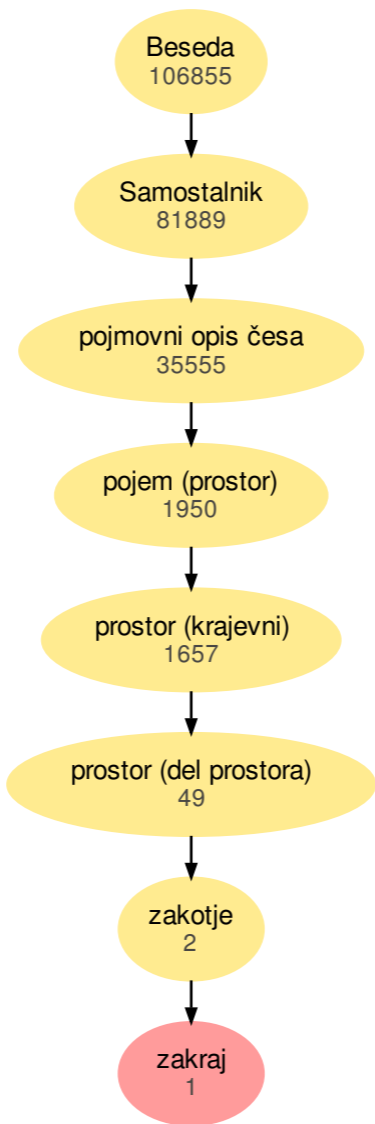 Beseda
106855
Samostalnik
81889
pojmovni opis česa
35555
pojem (prostor)
1950
prostor (krajevni)
1657
prostor (del prostora)
49
zakotje
2
zakraj
1